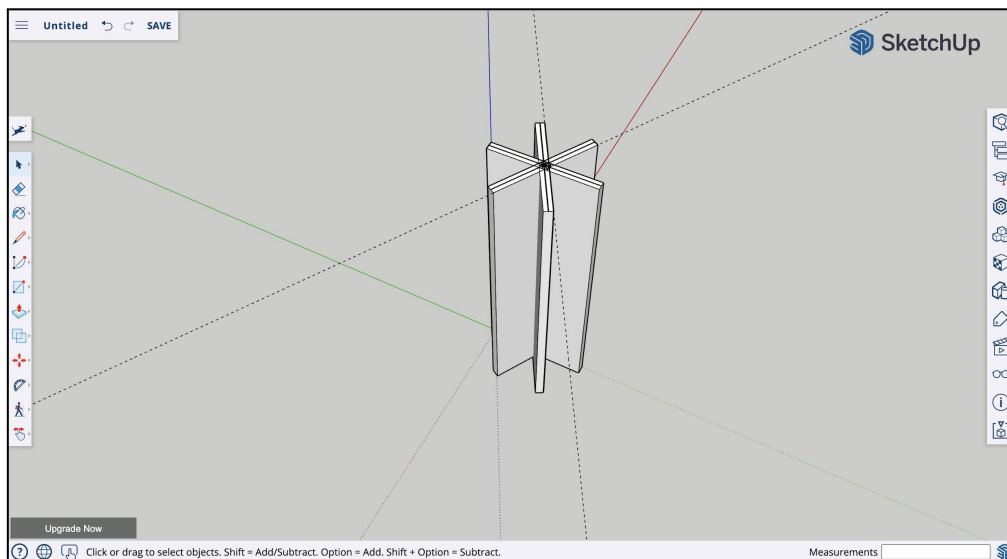 Untitled SAVE
SketchUp
Upgrade Now
Click or drag to select objects. Shift = Add/Subtract. Option = Add. Shift + Option = Subtract.
Measurements